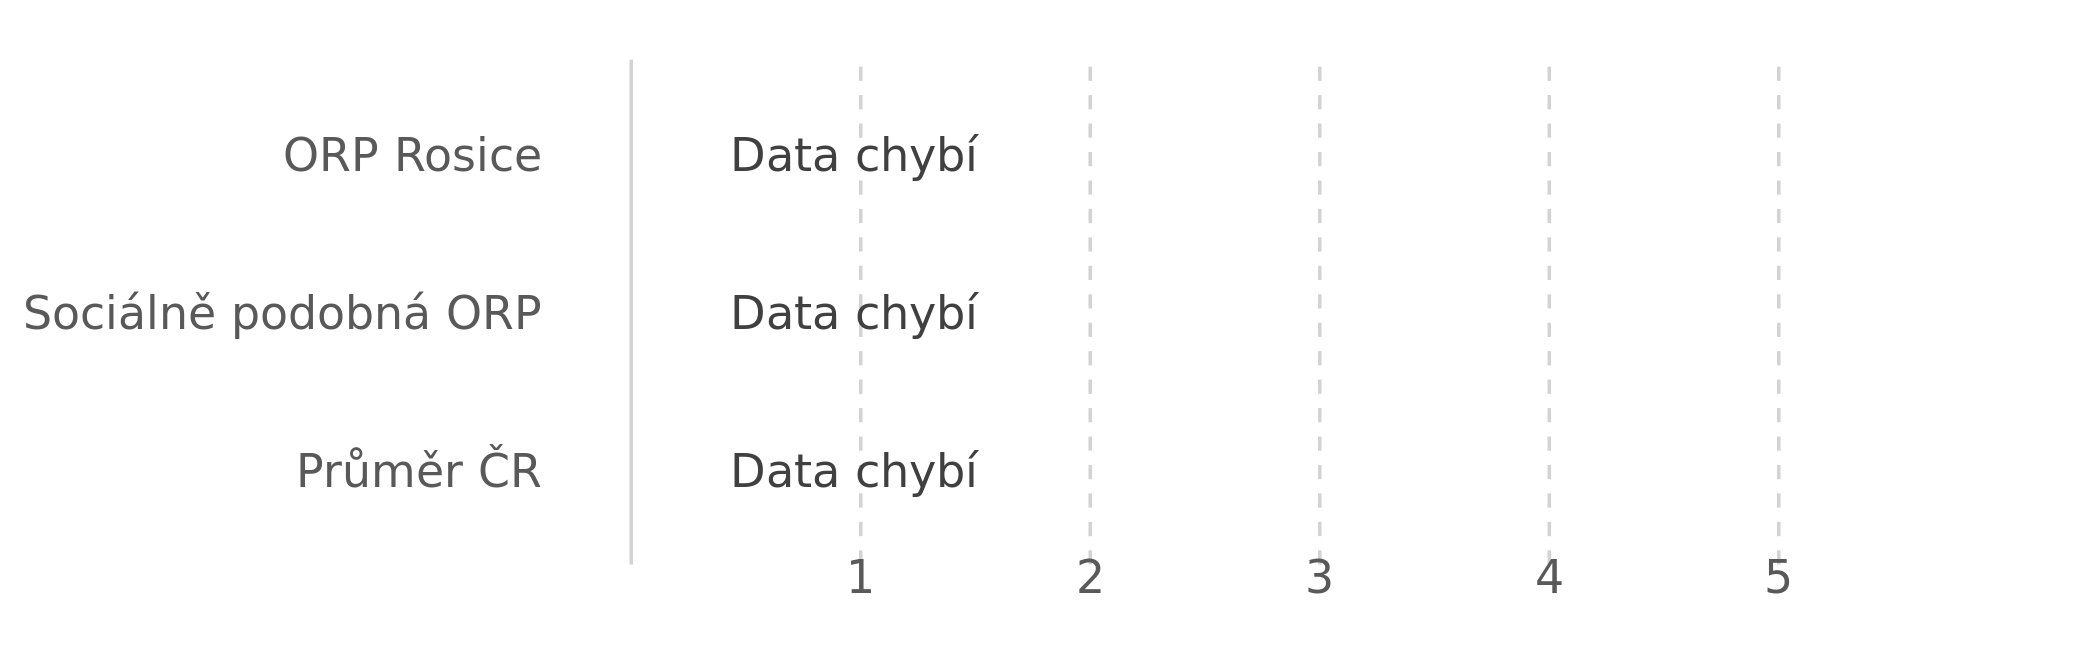 ORP Rosice Data chybí
Sociálně podobná ORP Data chybí
Průměr ČR Data chybí
1 2 3 4 5